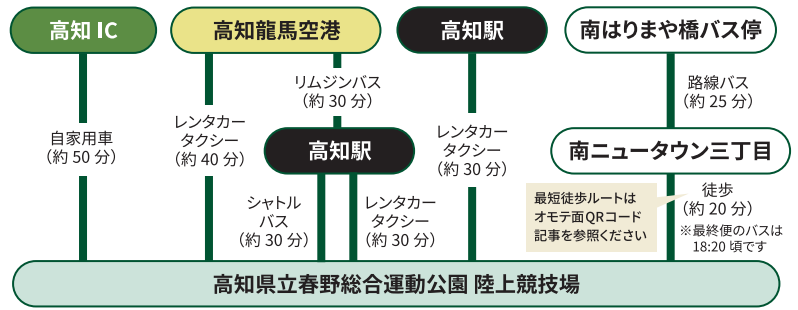 高知 IC
高知龍馬空港
高知駅
南はりまや橋バス停
リムジンバス
（約 30 分）
路線バス
（約 25 分）
自家用車
（約 50 分）
レンタカー
タクシー
（約 40 分）
高知駅
レンタカー
タクシー
（約 30 分）
南ニュータウン三丁目
シャトル
バス
（約 30 分）
レンタカー
タクシー
（約 30 分）
最短徒歩ルートは
オモテ面QRコード
記事を参照ください
徒歩
（約 20 分）
※最終便のバスは
18:20 頃です
高知県立春野総合運動公園 陸上競技場